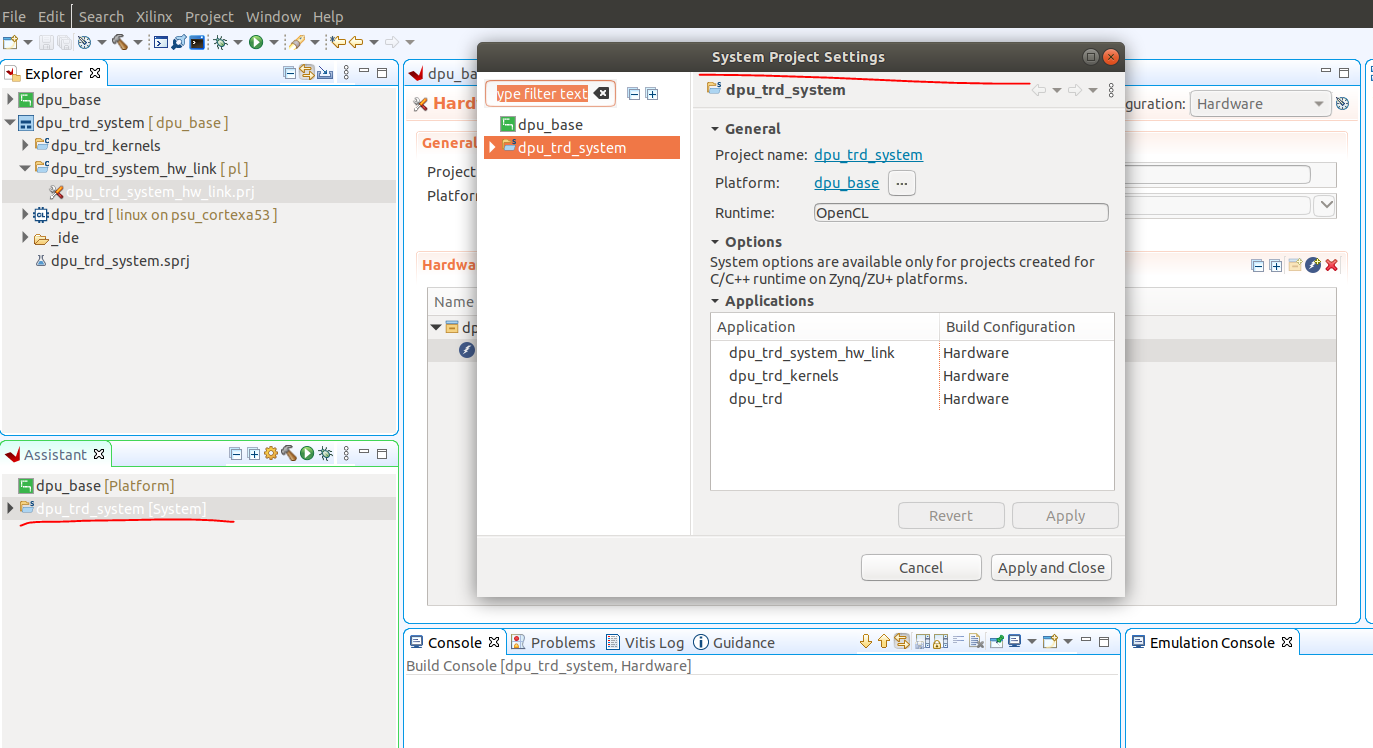 File Edit Search Xilinx Project Window Help
Explorer
dpu_base
dpu_trd_system [ dpu_base ]
dpu_trd_kernels
dpu_trd_system_hw_link [ pl ]
dpu_trd_system_hw_link.prj
dpu_trd [ linux on psu_cortexa53 ]
_ide
dpu_trd_system.sprj
Assistant
dpu_base [Platform]
dpu_trd_system [System]
dpu_ba
Hard
guration: Hardware
General
Project
Platfor
Hardwa
Name
dp
System Project Settings
ype filter text
dpu_base
dpu_trd_system
dpu_trd_system
General
Project name: dpu_trd_system
Platform: dpu_base ...
Runtime: OpenCL
Options
System options are available only for projects created for
C/C++ runtime on Zynq/ZU+ platforms.
Applications
Application Build Configuration
dpu_trd_system_hw_link Hardware
dpu_trd_kernels Hardware
dpu_trd Hardware
Revert Apply
Cancel Apply and Close
Console Problems Vitis Log Guidance
Build Console [dpu_trd_system, Hardware]
Emulation Console